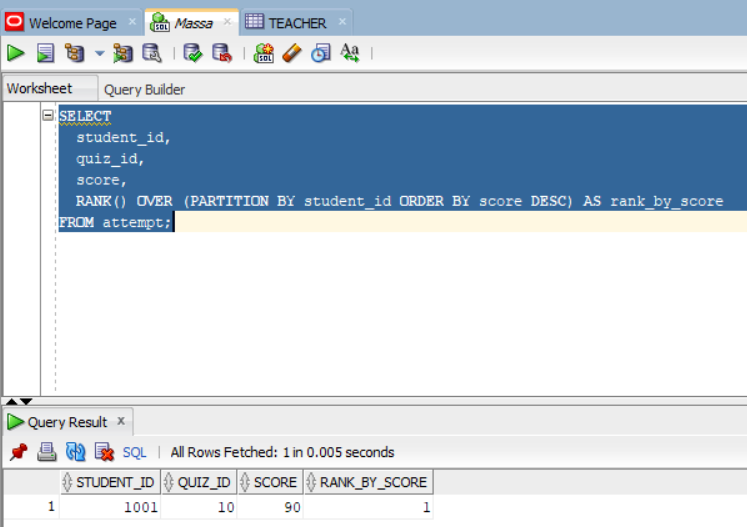 Welcome Page × Massa × TEACHER ×
Worksheet Query Builder
SELECT
student_id,
quiz_id,
score,
RANK() OVER (PARTITION BY student_id ORDER BY score DESC) AS rank_by_score
FROM attempt;
Query Result ×
SQL | All Rows Fetched: 1 in 0.005 seconds
STUDENT_ID QUIZ_ID SCORE RANK_BY_SCORE
1 1001 10 90 1